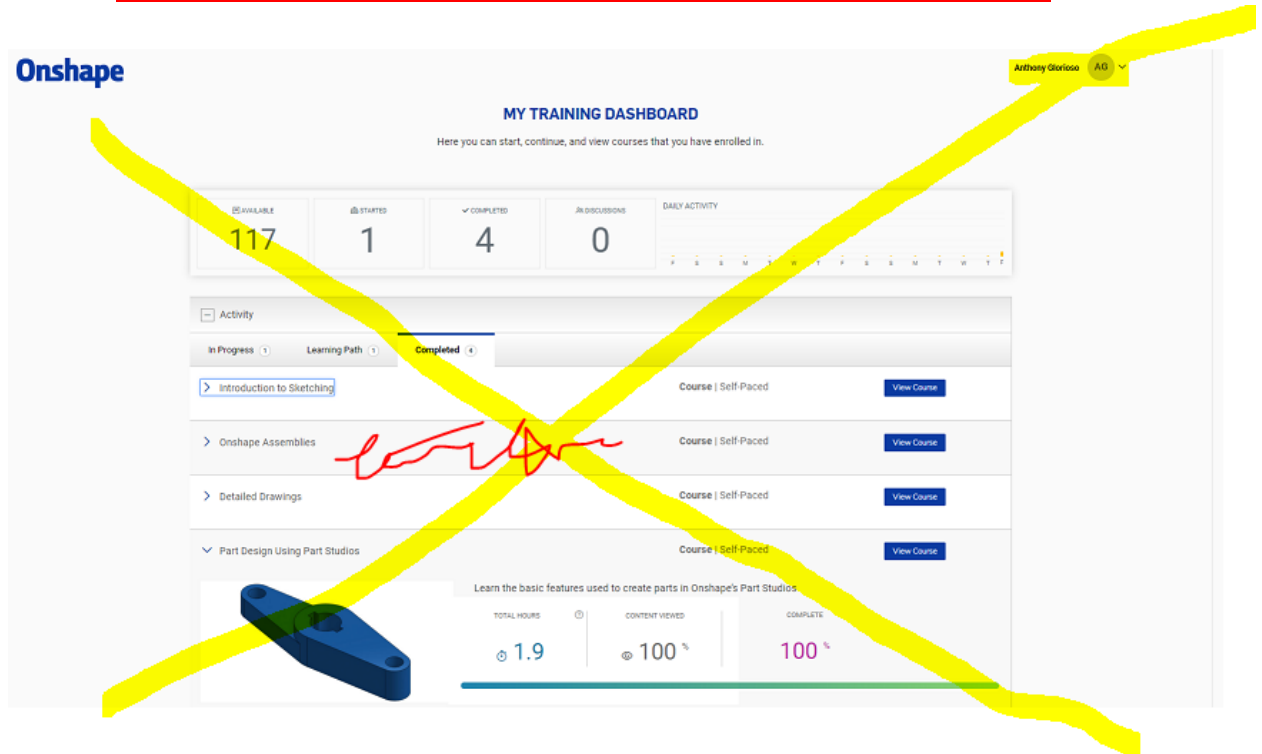 Onshape
Anthony Glorioso AG
MY TRAINING DASHBOARD
Here you can start, continue, and view courses that you have enrolled in.
AVAILABLE STARTED COMPLETED DISCUSSIONS DAILY ACTIVITY
117 1 4 0
F S S M T W T F S S M T W T F
Activity
In Progress 1 Learning Path 1 Completed 4
Introduction to Sketching Course | Self-Paced View Course
Onshape Assemblies Course | Self-Paced View Course
Detailed Drawings Course | Self-Paced View Course
Part Design Using Part Studios Course | Self-Paced View Course
Learn the basic features used to create parts in Onshape's Part Studios
TOTAL HOURS ? CONTENT VIEWED COMPLETE
1.9 100 % 100 %